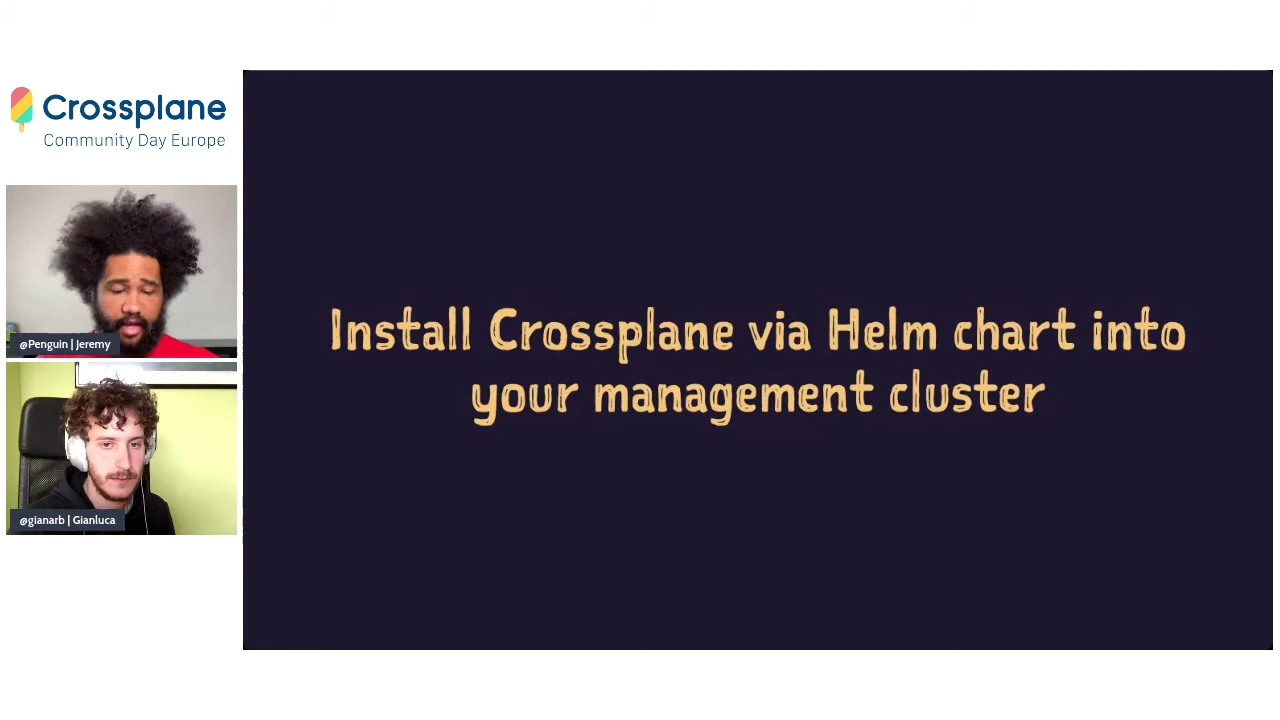 Crossplane
Community Day Europe
@Penguin | Jeremy
@gianarb | Gianluca
Install Crossplane via Helm chart into
your management cluster